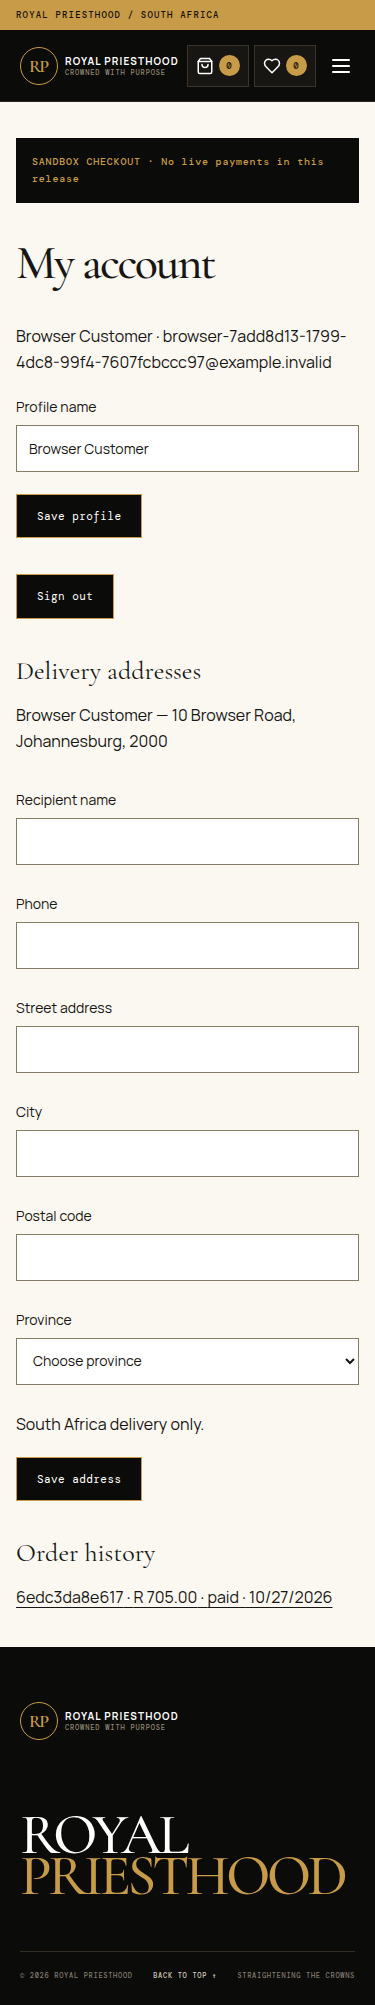 ROYAL PRIESTHOOD / SOUTH AFRICA
RP ROYAL PRIESTHOOD
CROWNED WITH PURPOSE
0
0
SANDBOX CHECKOUT · No live payments in this
release
My account
Browser Customer · browser-7add8d13-1799-
4dc8-99f4-7607fcbccc97@example.invalid
Profile name
Browser Customer
Save profile
Sign out
Delivery addresses
Browser Customer — 10 Browser Road,
Johannesburg, 2000
Recipient name
Phone
Street address
City
Postal code
Province
Choose province
South Africa delivery only.
Save address
Order history
6edc3da8e617 · R 705.00 · paid · 10/27/2026
RP ROYAL PRIESTHOOD
CROWNED WITH PURPOSE
ROYAL
PRIESTHOOD
© 2026 ROYAL PRIESTHOOD BACK TO TOP ↑ STRAIGHTENING THE CROWNS